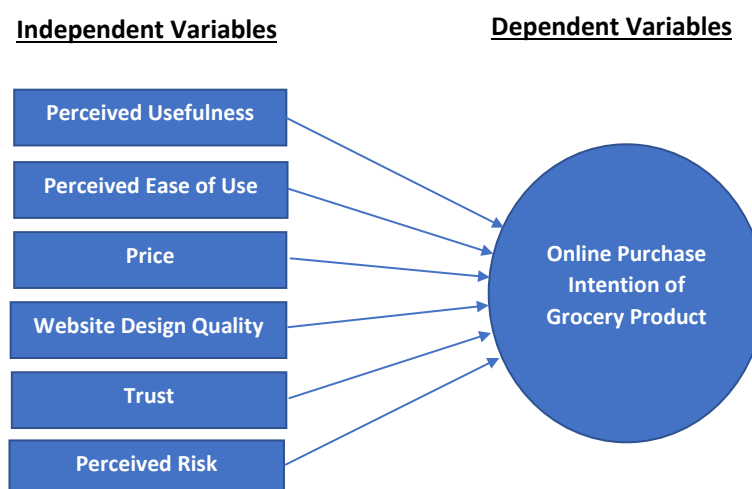 Independent Variables
Dependent Variables
Perceived Usefulness
Perceived Ease of Use
Price
Website Design Quality
Trust
Perceived Risk
Online Purchase
Intention of
Grocery Product